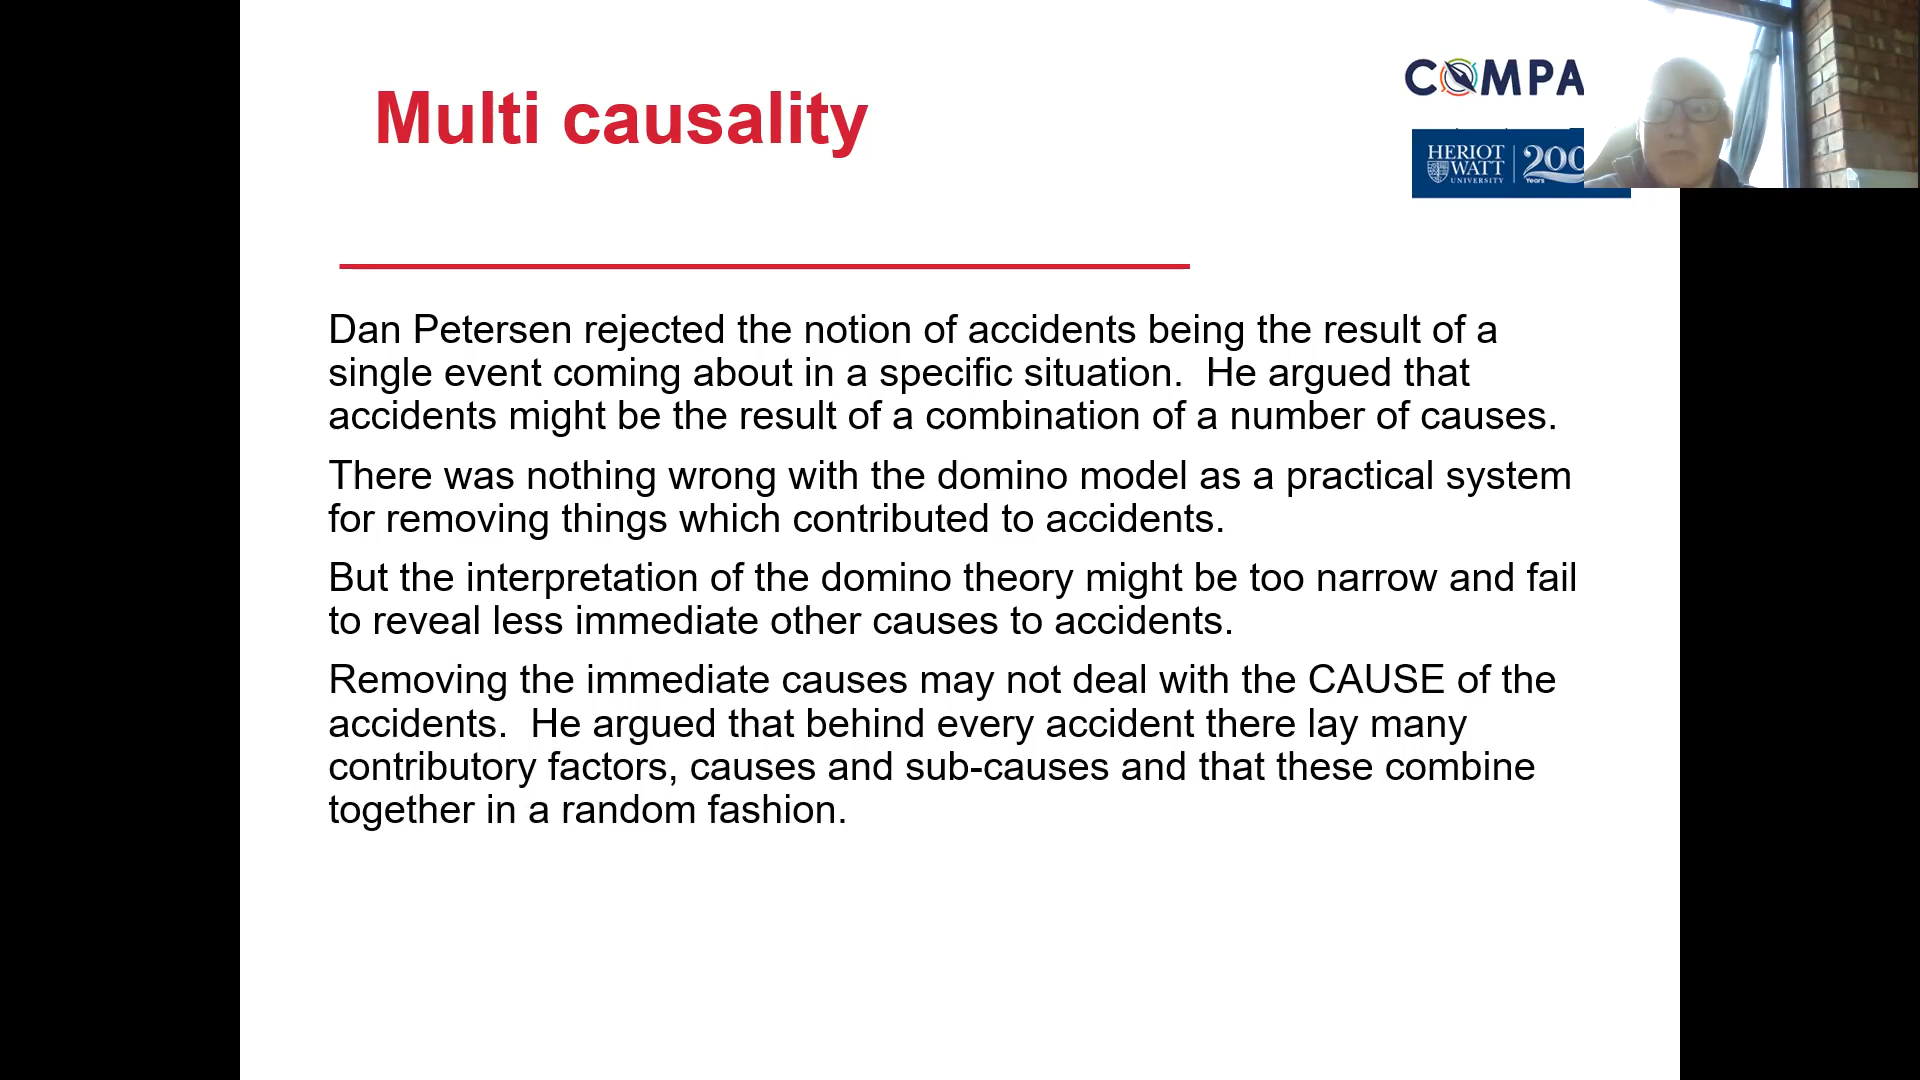 Multi causality
COMPA
HERIOT
WATT
UNIVERSITY
200
Years
Dan Petersen rejected the notion of accidents being the result of a
single event coming about in a specific situation.  He argued that
accidents might be the result of a combination of a number of causes.
There was nothing wrong with the domino model as a practical system
for removing things which contributed to accidents.
But the interpretation of the domino theory might be too narrow and fail
to reveal less immediate other causes to accidents.
Removing the immediate causes may not deal with the CAUSE of the
accidents.  He argued that behind every accident there lay many
contributory factors, causes and sub-causes and that these combine
together in a random fashion.